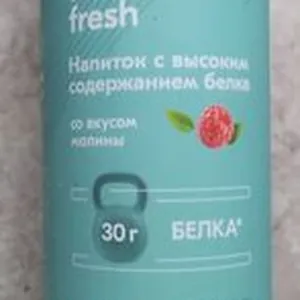 fresh
Напиток с высоким
содержанием белка
со вкусом
малины
30 г БЕЛКА*